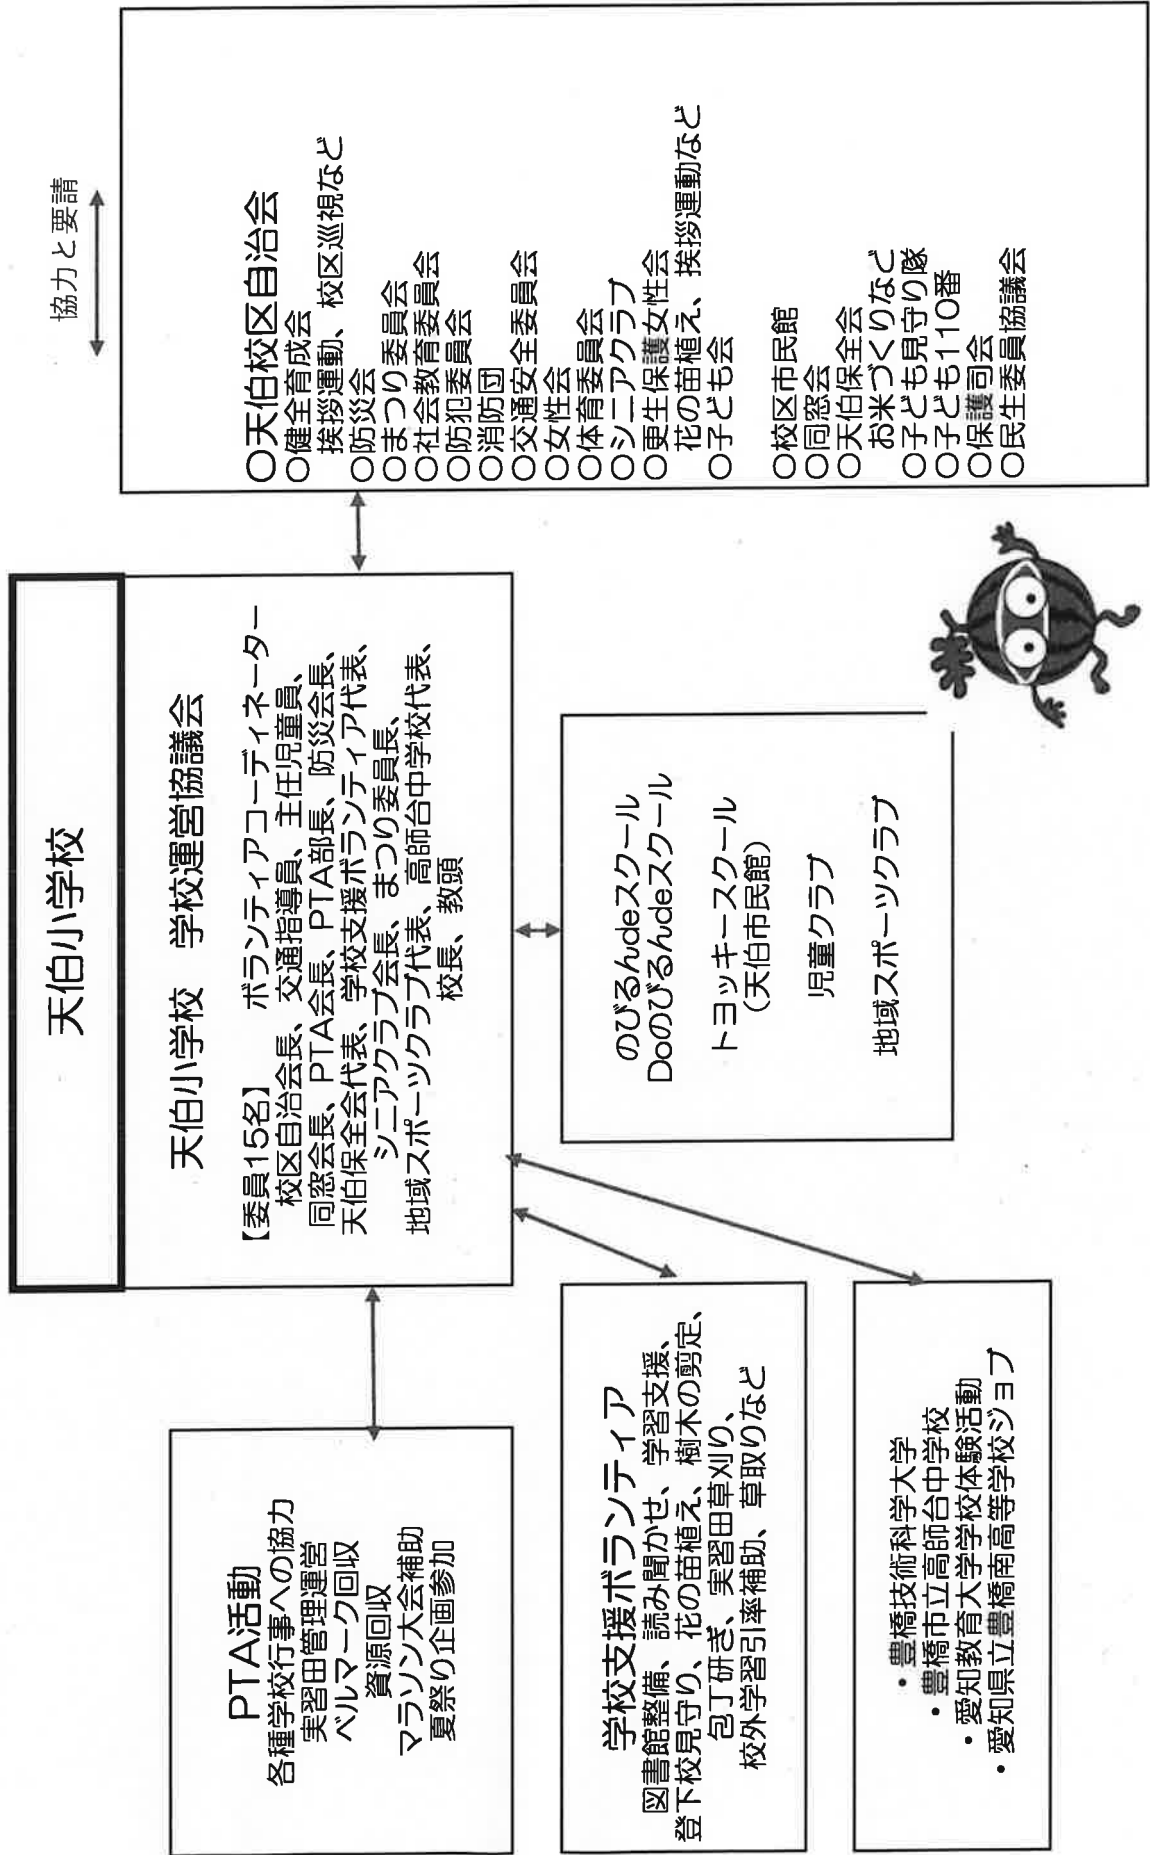 天伯小学校
天伯小学校　学校運営協議会
【委員15名】　ボランティアコーディネーター
校区自治会長、交通指導員、主任児童員、
同窓会長、PTA会長、PTA部長、防災会長、
天伯保全会代表、学校支援ボランティア代表、
シニアクラブ会長、まつり委員長、
地域スポーツクラブ代表、高師台中学校代表、
校長、教頭
PTA活動
各種学校行事への協力
実習田管理運営
ベルマーク回収
資源回収
マラソン大会補助
夏祭り企画参加
学校支援ボランティア
図書館整備、読み聞かせ、学習支援、
登下校見守り、花の苗植え、樹木の剪定、
包丁研ぎ、実習田草刈り、
校外学習引率補助、草取りなど
・豊橋技術科学大学
・豊橋市立高師台中学校
・愛知教育大学学校体験活動
・愛知県立豊橋南高等学校ジョブ
のびるんdeスクール
Doのびるんdeスクール
トヨッキースクール
（天伯市民館）
児童クラブ
地域スポーツクラブ
協力と要請
〇天伯校区自治会
〇健全育成会
挨拶運動、校区巡視など
〇防災会
〇まつり委員会
〇社会教育委員会
〇防犯委員会
〇消防団
〇交通安全委員会
〇女性会
〇体育委員会
〇シニアクラブ
〇更生保護女性会
花の苗植え、挨拶運動など
〇子ども会
〇校区市民館
〇同窓会
〇天伯保全会
お米づくりなど
〇子ども見守り隊
〇子ども110番
〇保護司会
〇民生委員協議会